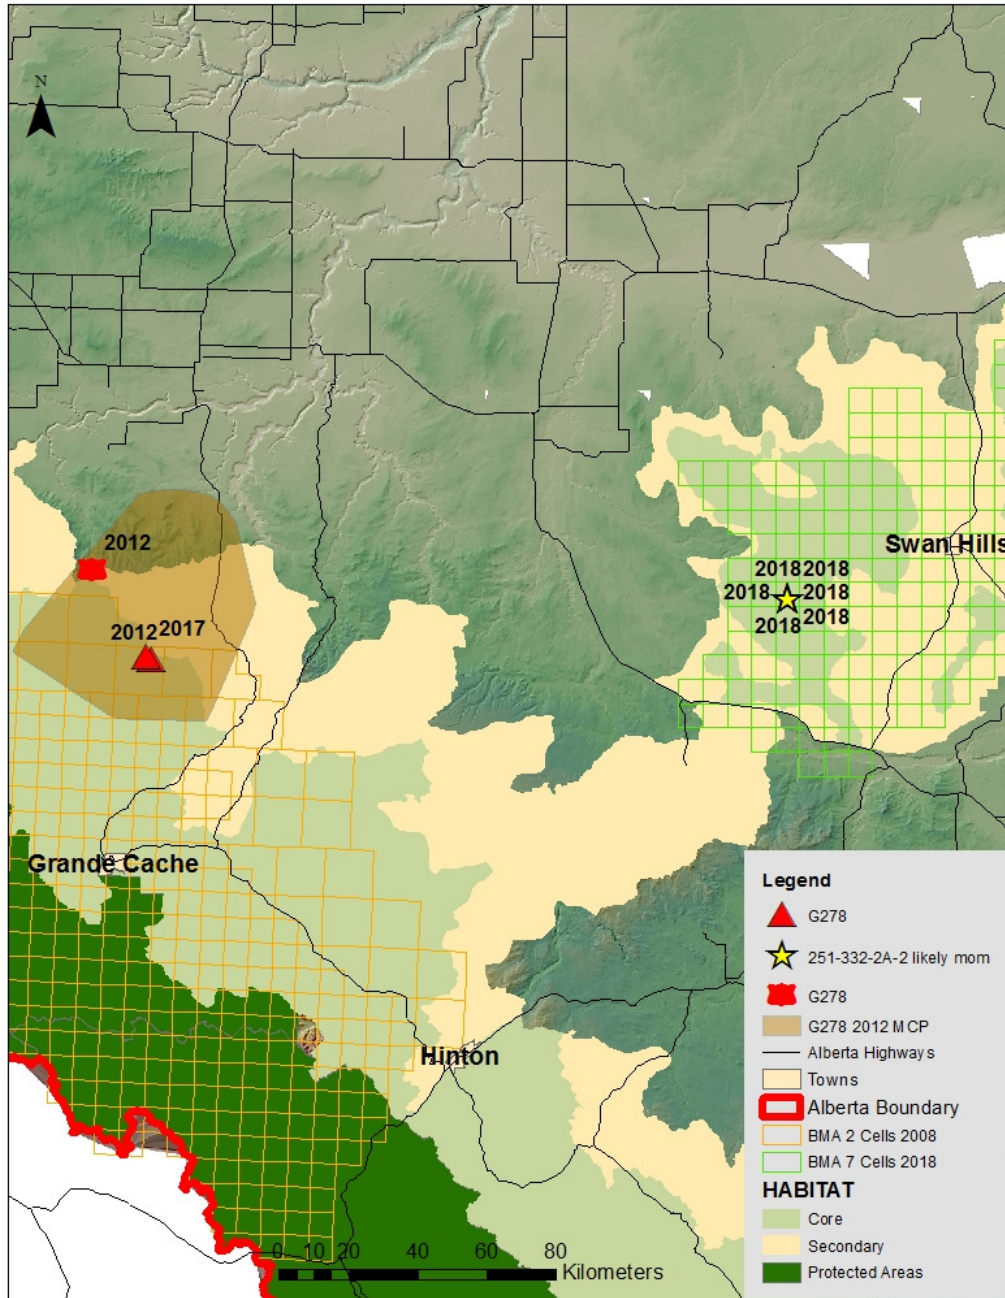 N
2012
2012 2017
Swan Hills
2018 2018
2018 2018
2018 2018
Grande Cache
Hinton
0 10 20 40 60 80
Kilometers
Legend
G278
251-332-2A-2 likely mom
G278
G278 2012 MCP
Alberta Highways
Towns
Alberta Boundary
BMA 2 Cells 2008
BMA 7 Cells 2018
HABITAT
Core
Secondary
Protected Areas